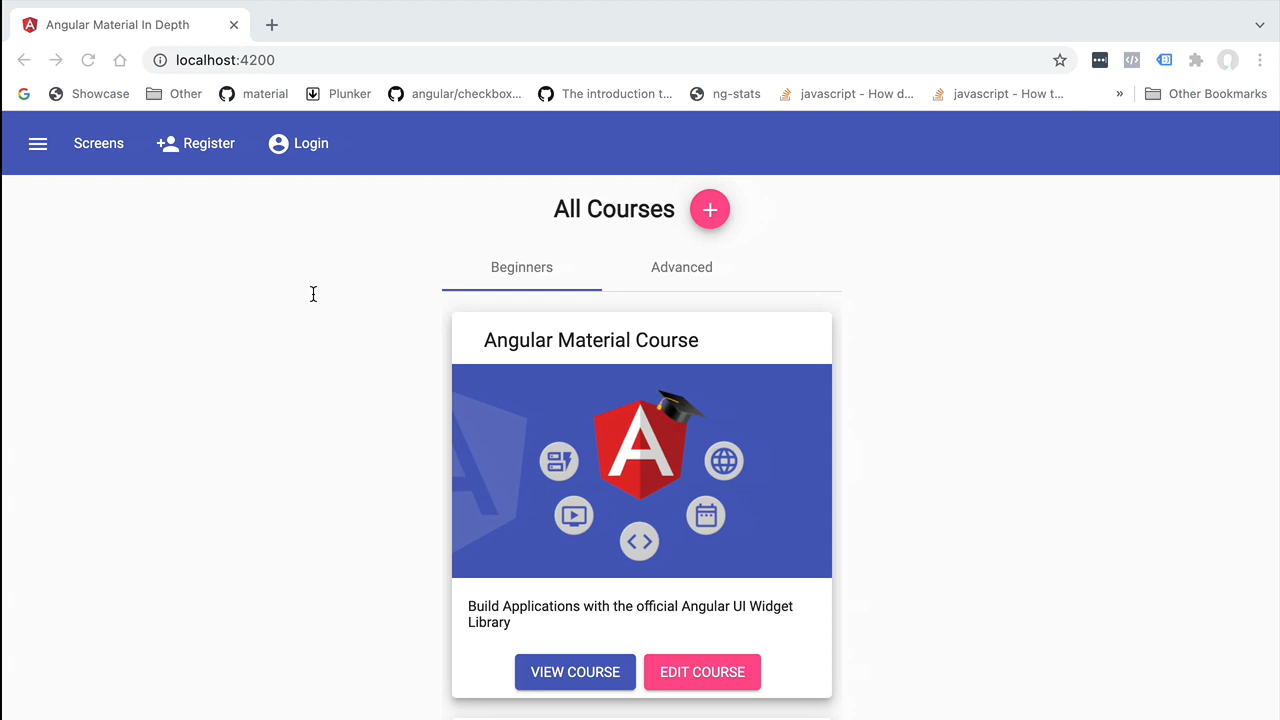 Angular Material In Depth
localhost:4200
Showcase Other material Plunker angular/checkbox... The introduction t... ng-stats javascript - How d... javascript - How t... » Other Bookmarks
Screens Register Login
All Courses +
Beginners Advanced
Angular Material Course
Build Applications with the official Angular UI Widget
Library
VIEW COURSE EDIT COURSE